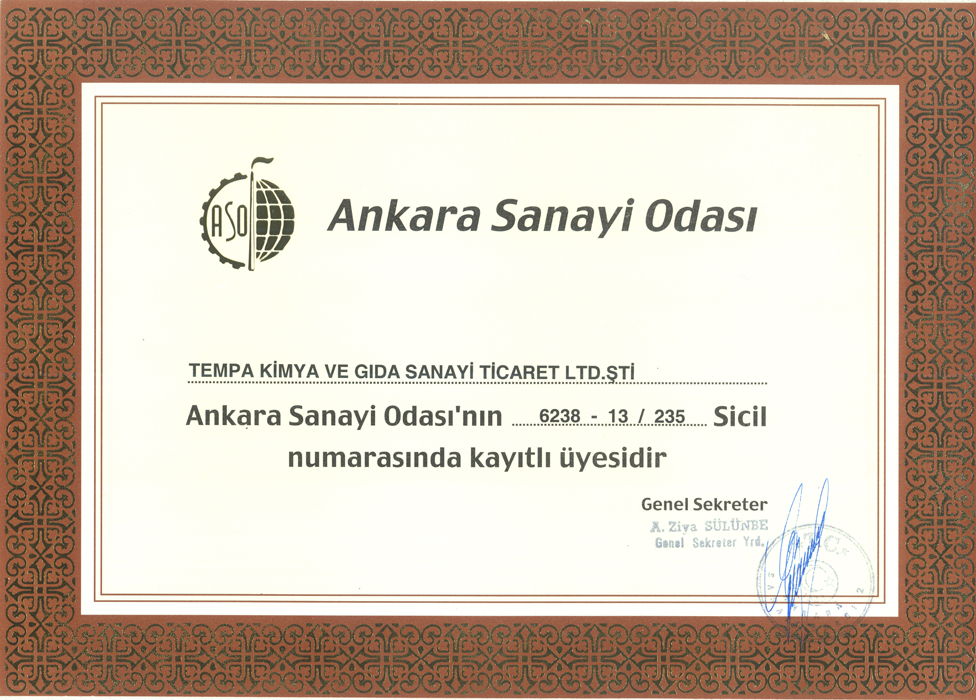 ASO
Ankara Sanayi Odası
TEMPA KİMYA VE GIDA SANAYİ TİCARET LTD.ŞTİ
Ankara Sanayi Odası'nın 6238 - 13 / 235 Sicil
numarasında kayıtlı üyesidir
Genel Sekreter
A. Ziya SÜLÜNBE
Genel Sekreter Yrd.
T.C.